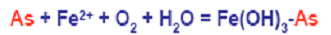 As + Fe²⁺ + O₂ + H₂O = Fe(OH)₃-As